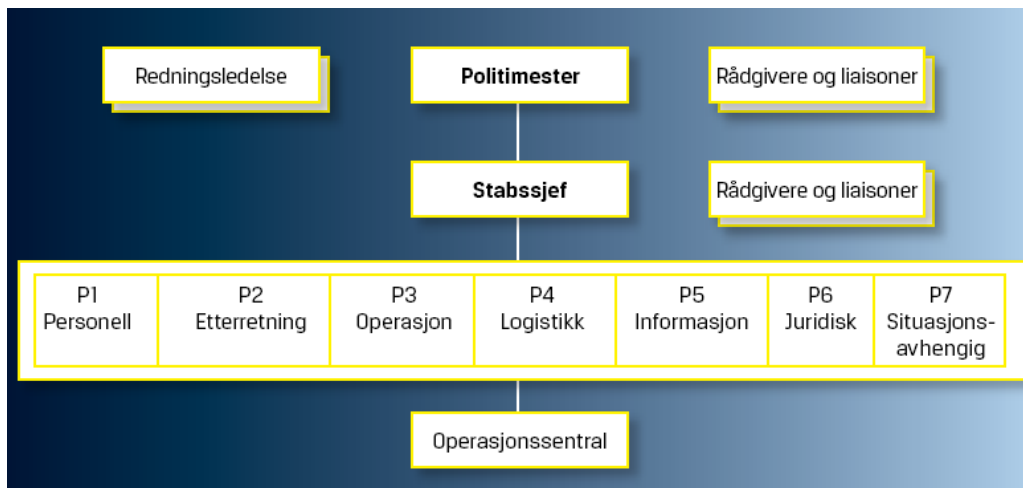 Redningsledelse
Politimester
Rådgivere og liaisoner
Stabssjef
Rådgivere og liaisoner
P1
Personell
P2
Etterretning
P3
Operasjon
P4
Logistikk
P5
Informasjon
P6
Juridisk
P7
Situasjons-
avhengig
Operasjonssentral